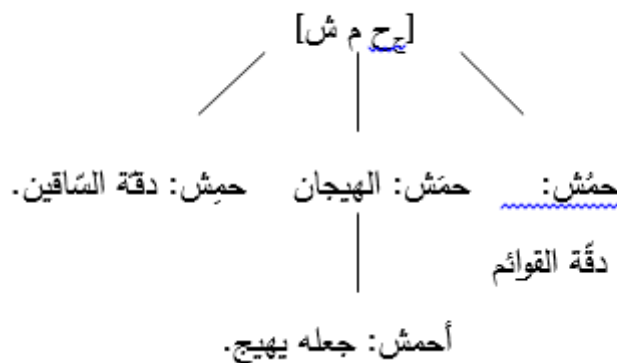 [ح ح م ش]
حمُش: حمَش: الهيجان حمِش: دقّة السّاقين.
دقّة القوائم
أحمش: جعله يهيج.